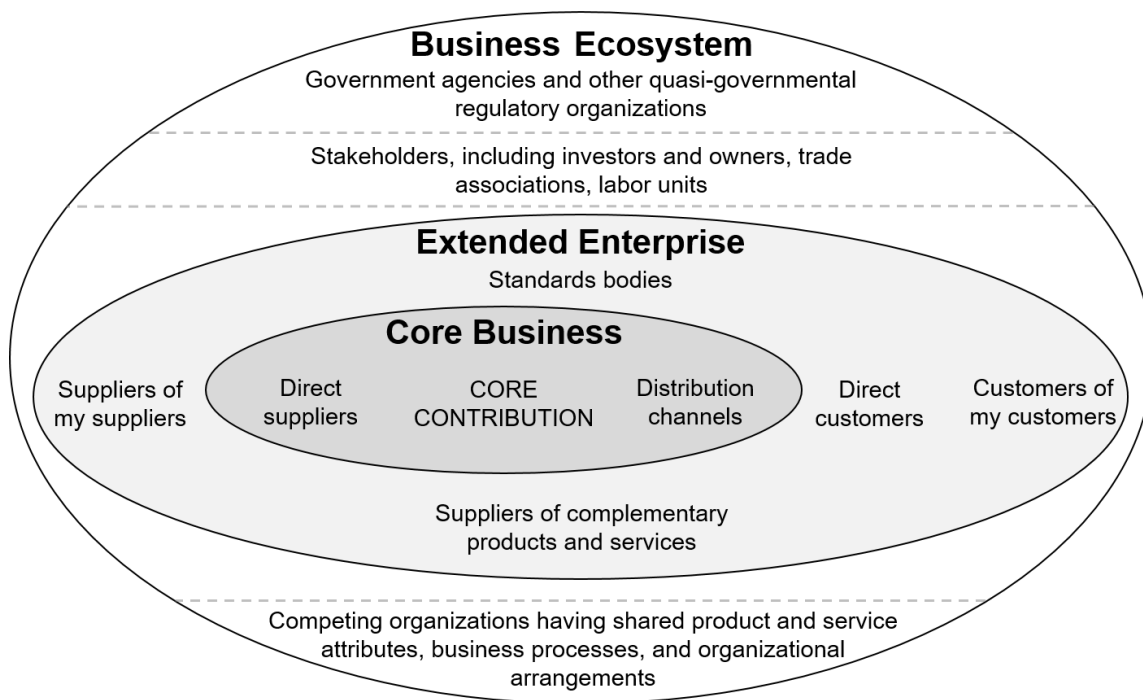 Business Ecosystem
Government agencies and other quasi-governmental
regulatory organizations
Stakeholders, including investors and owners, trade
associations, labor units
Extended Enterprise
Standards bodies
Core Business
Suppliers of
my suppliers
Direct
suppliers
CORE
CONTRIBUTION
Distribution
channels
Direct
customers
Customers of
my customers
Suppliers of complementary
products and services
Competing organizations having shared product and service
attributes, business processes, and organizational
arrangements